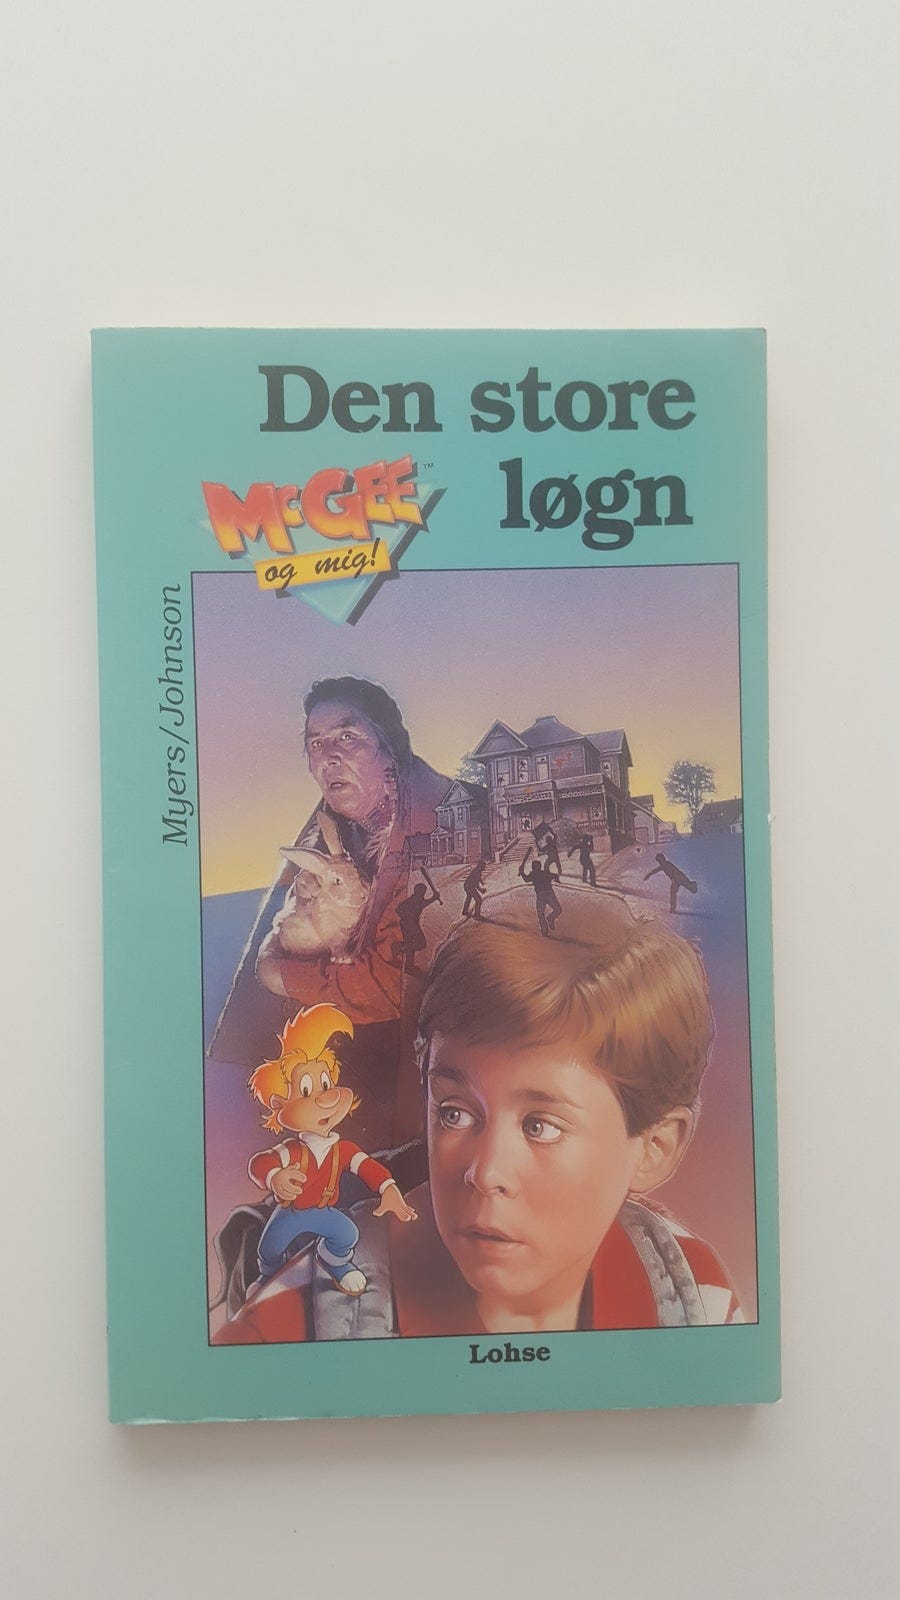 Den store
løgn
McGEE™
og mig!
Myers/Johnson
Lohse